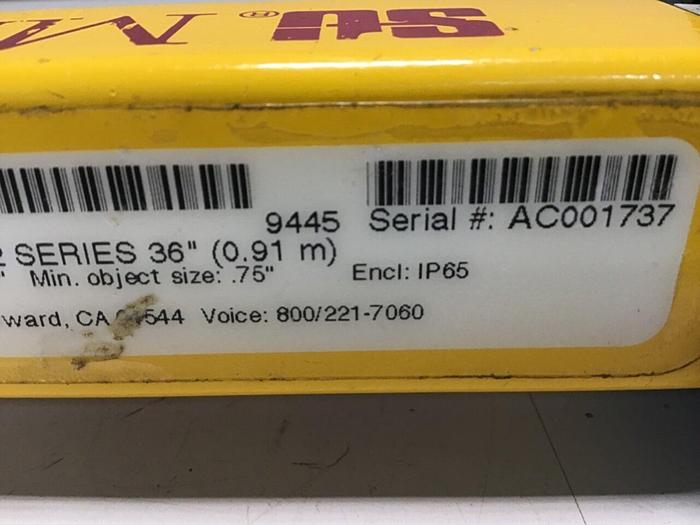 9445 Serial #: AC001737
2 SERIES 36" (0.91 m)
" Min. object size: .75" Encl: IP65
ward, CA 544 Voice: 800/221-7060